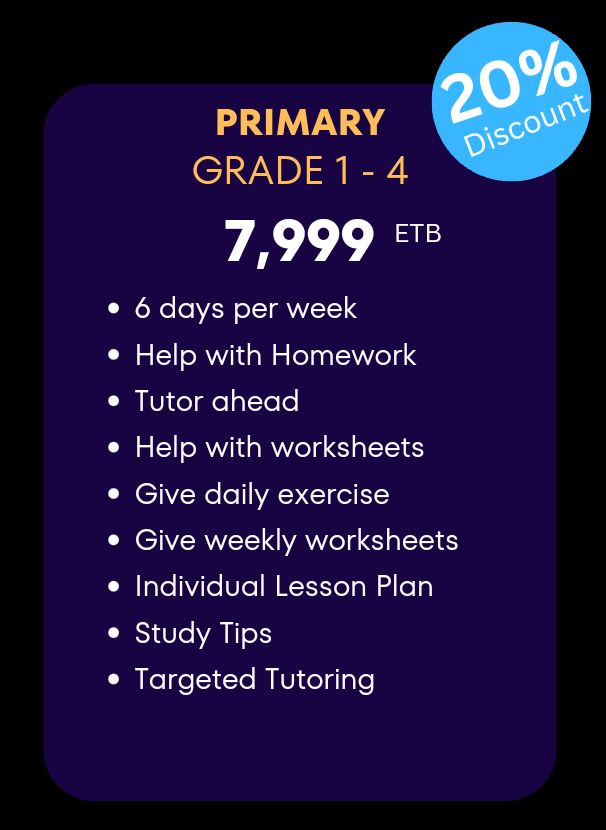 20%
Discount
PRIMARY
GRADE 1 - 4
7,999 ETB
• 6 days per week
• Help with Homework
• Tutor ahead
• Help with worksheets
• Give daily exercise
• Give weekly worksheets
• Individual Lesson Plan
• Study Tips
• Targeted Tutoring